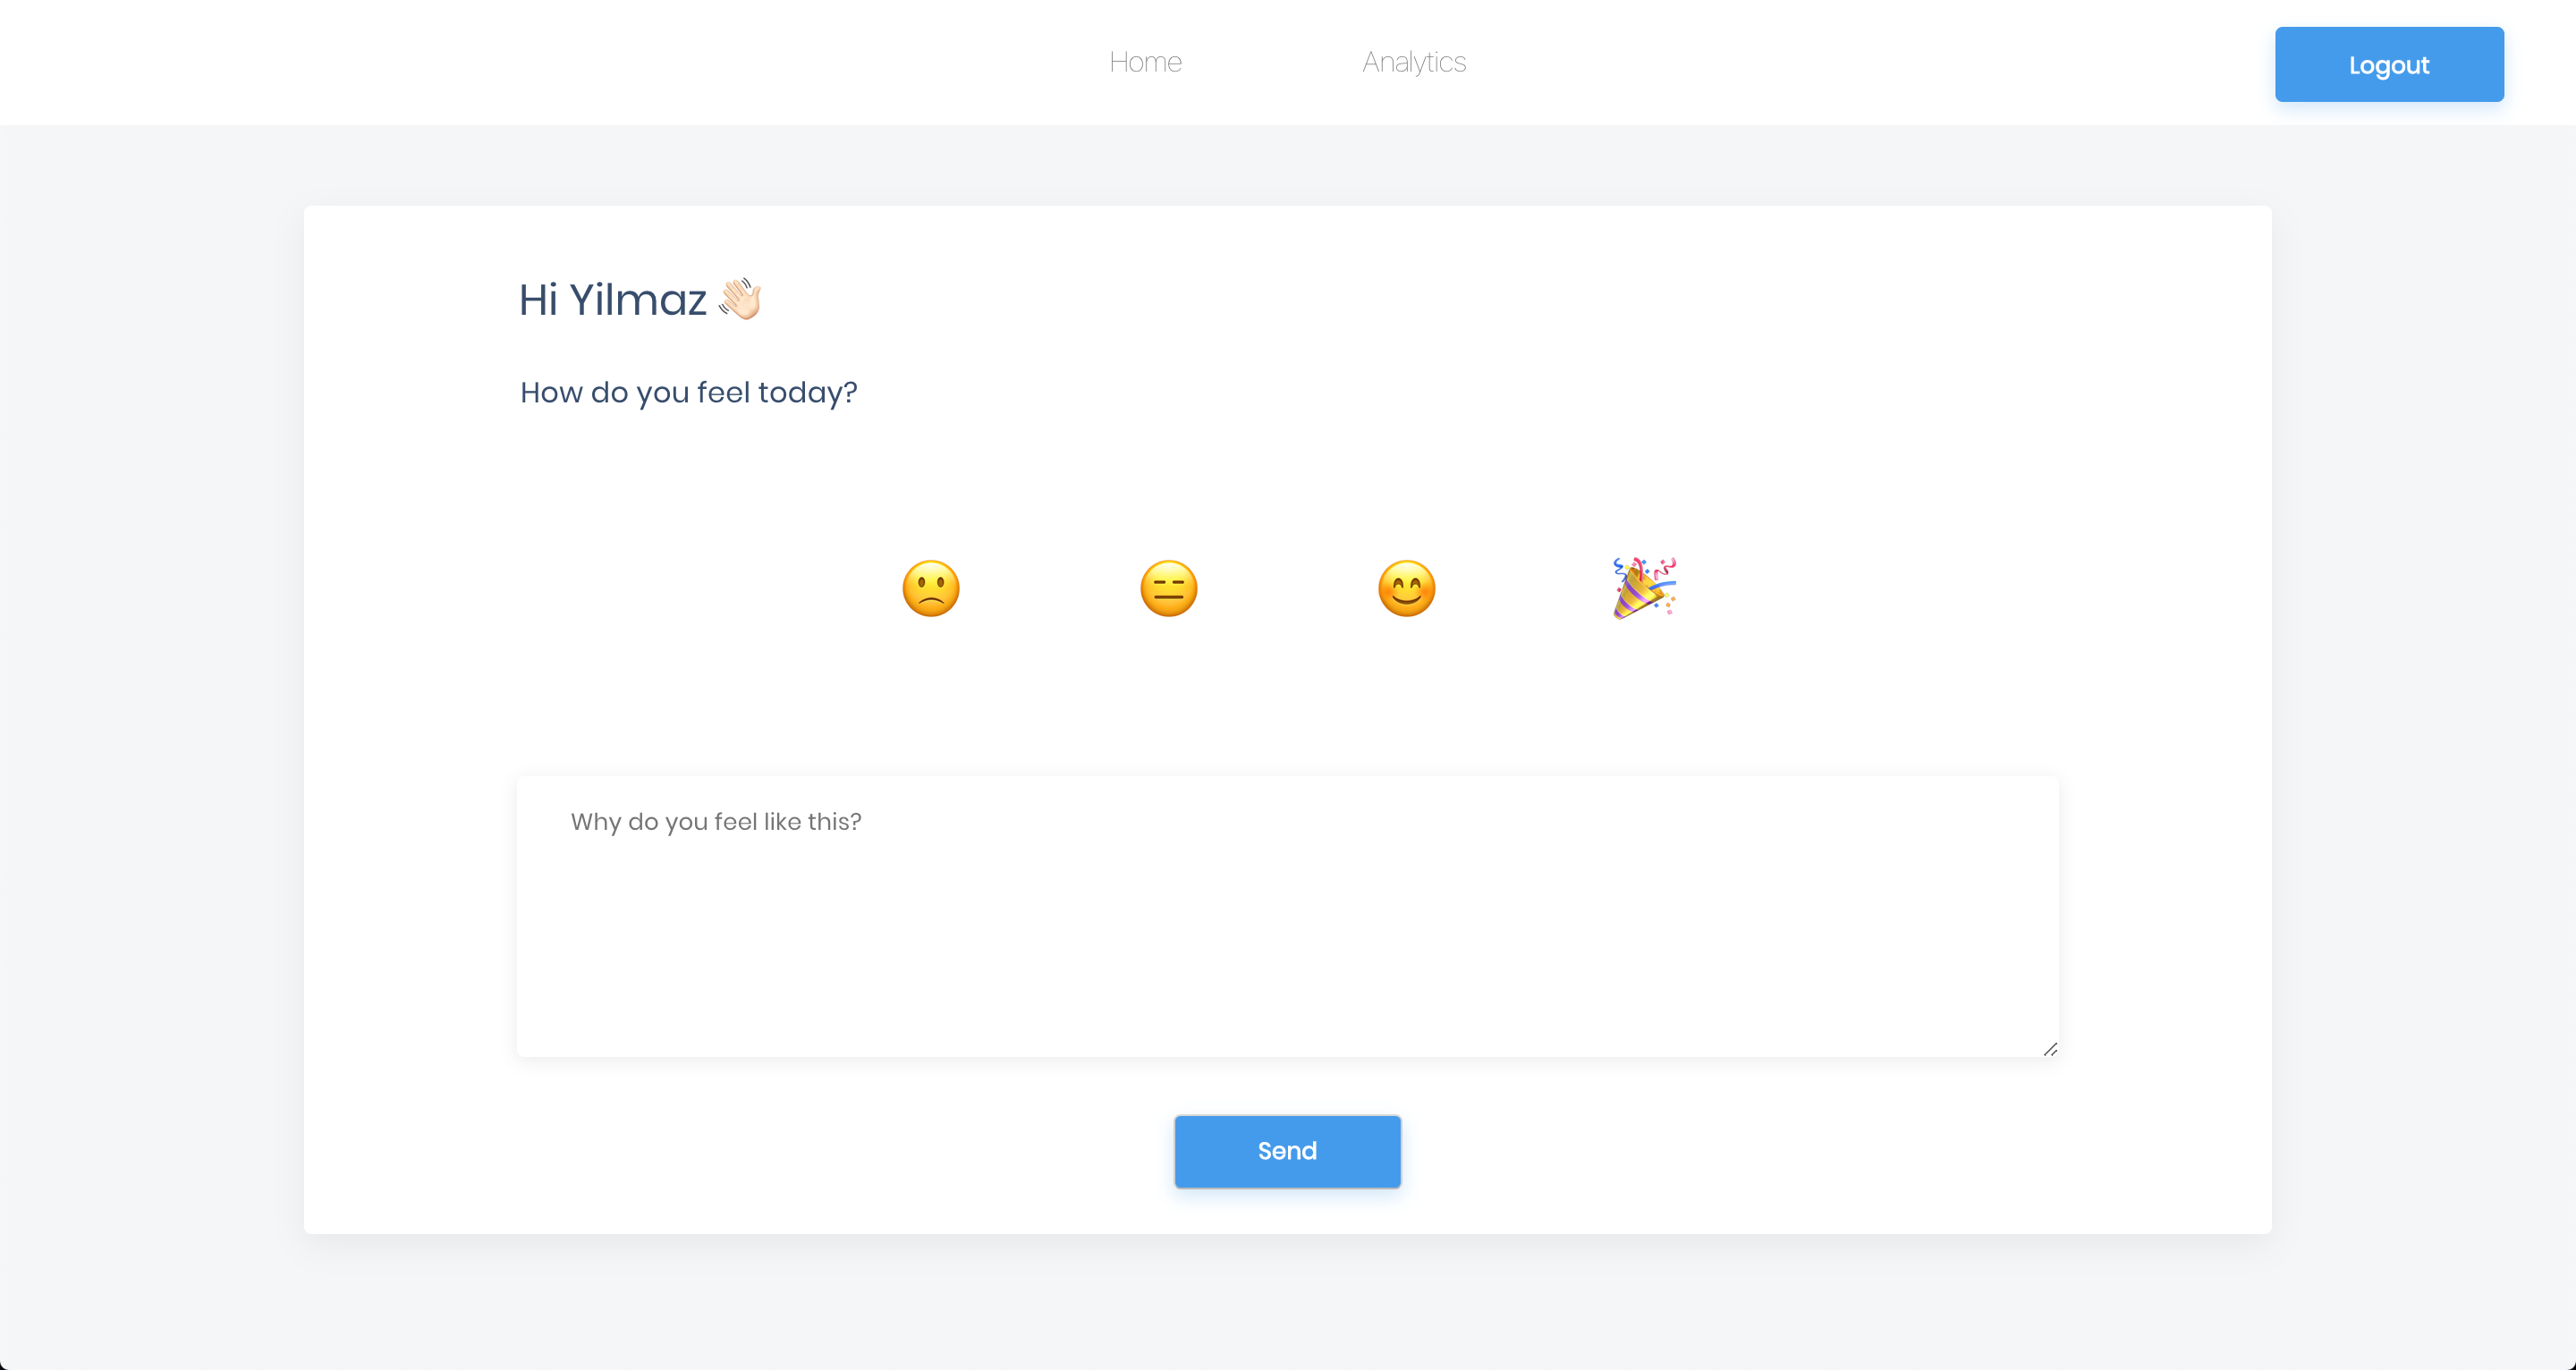 Home Analytics Logout
Hi Yilmaz 👋🏻
How do you feel today?
Why do you feel like this?
Send